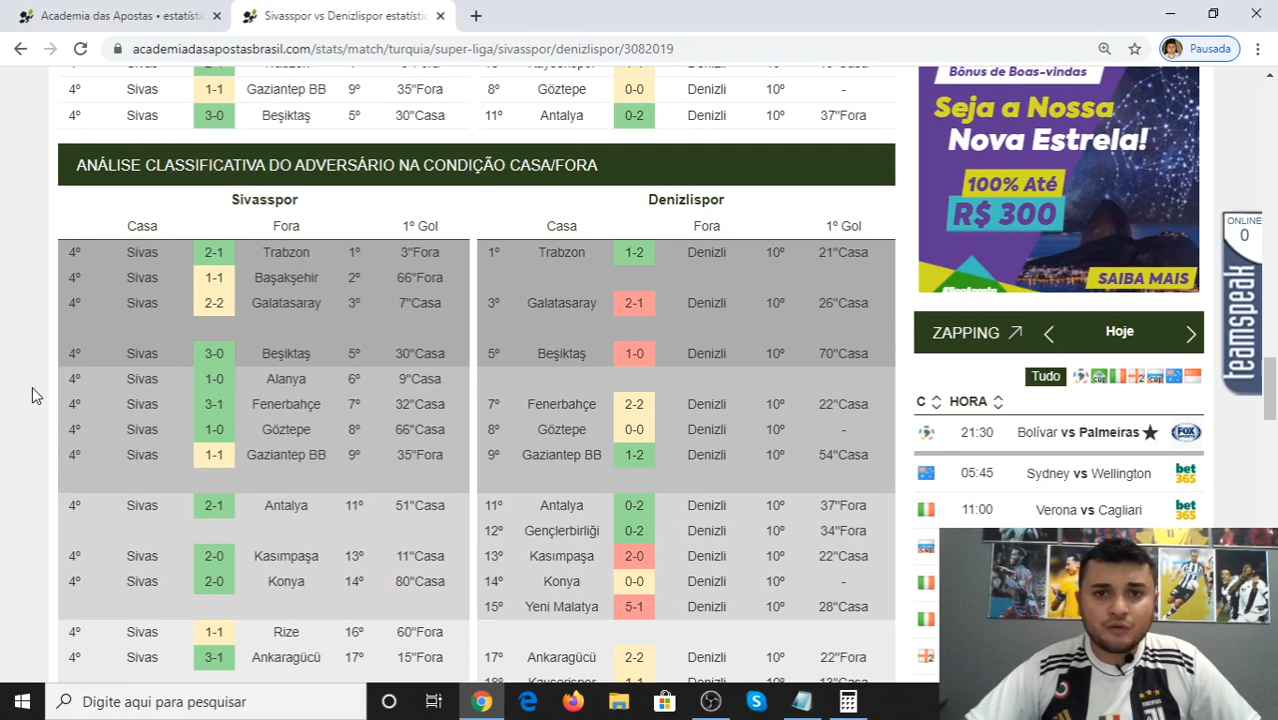 Academia das Apostas • estatísti
Sivasspor vs Denizlispor estatísti
Pausada
academiadasapostasbrasil.com/stats/match/turquia/super-liga/sivasspor/denizlispor/3082019
4º Sivas 1-1 Gaziantep BB 9º 35"Fora 8º Göztepe 0-0 Denizli 10º -
4º Sivas 3-0 Beşiktaş 5º 30"Casa 11º Antalya 0-2 Denizli 10º 37"Fora
ANÁLISE CLASSIFICATIVA DO ADVERSÁRIO NA CONDIÇÃO CASA/FORA
Sivasspor Denizlispor
Casa Fora 1º Gol Casa Fora 1º Gol
4º Sivas 2-1 Trabzon 1º 3"Fora 1º Trabzon 1-2 Denizli 10º 21"Casa
4º Sivas 1-1 Başakşehir 2º 66"Fora
4º Sivas 2-2 Galatasaray 3º 7"Casa 3º Galatasaray 2-1 Denizli 10º 26"Casa
4º Sivas 3-0 Beşiktaş 5º 30"Casa 5º Beşiktaş 1-0 Denizli 10º 70"Casa
4º Sivas 1-0 Alanya 6º 9"Casa
4º Sivas 3-1 Fenerbahçe 7º 32"Casa 7º Fenerbahçe 2-2 Denizli 10º 22"Casa
4º Sivas 1-0 Göztepe 8º 66"Casa 8º Göztepe 0-0 Denizli 10º -
4º Sivas 1-1 Gaziantep BB 9º 35"Fora 9º Gaziantep BB 1-2 Denizli 10º 54"Casa
4º Sivas 2-1 Antalya 11º 51"Casa 11º Antalya 0-2 Denizli 10º 37"Fora
12º Gençlerbirliği 0-2 Denizli 10º 34"Fora
4º Sivas 2-0 Kasımpaşa 13º 11"Casa 13º Kasımpaşa 2-0 Denizli 10º 22"Casa
4º Sivas 2-0 Konya 14º 80"Casa 14º Konya 0-0 Denizli 10º -
15º Yeni Malatya 5-1 Denizli 10º 28"Casa
4º Sivas 1-1 Rize 16º 60"Fora
4º Sivas 3-1 Ankaragücü 17º 15"Fora 17º Ankaragücü 2-2 Denizli 10º 22"Fora
Bônus de Boas-vindas
Seja a Nossa
Nova Estrela!
100% Até
R$ 300
SAIBA MAIS
ONLINE
0
teamspeak
ZAPPING Hoje
Tudo
C HORA
21:30 Bolívar vs Palmeiras FOX SPORTS
05:45 Sydney vs Wellington bet365
11:00 Verona vs Cagliari bet365
Digite aqui para pesquisar